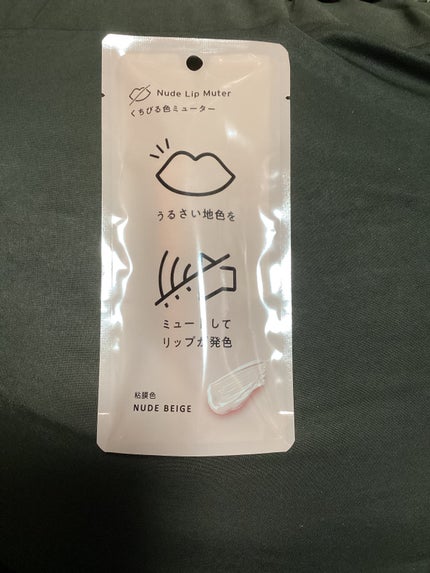 Nude Lip Muter
くちびる色ミューター
うるさい地色を
ミュートして
リップが発色
粘膜色
NUDE BEIGE